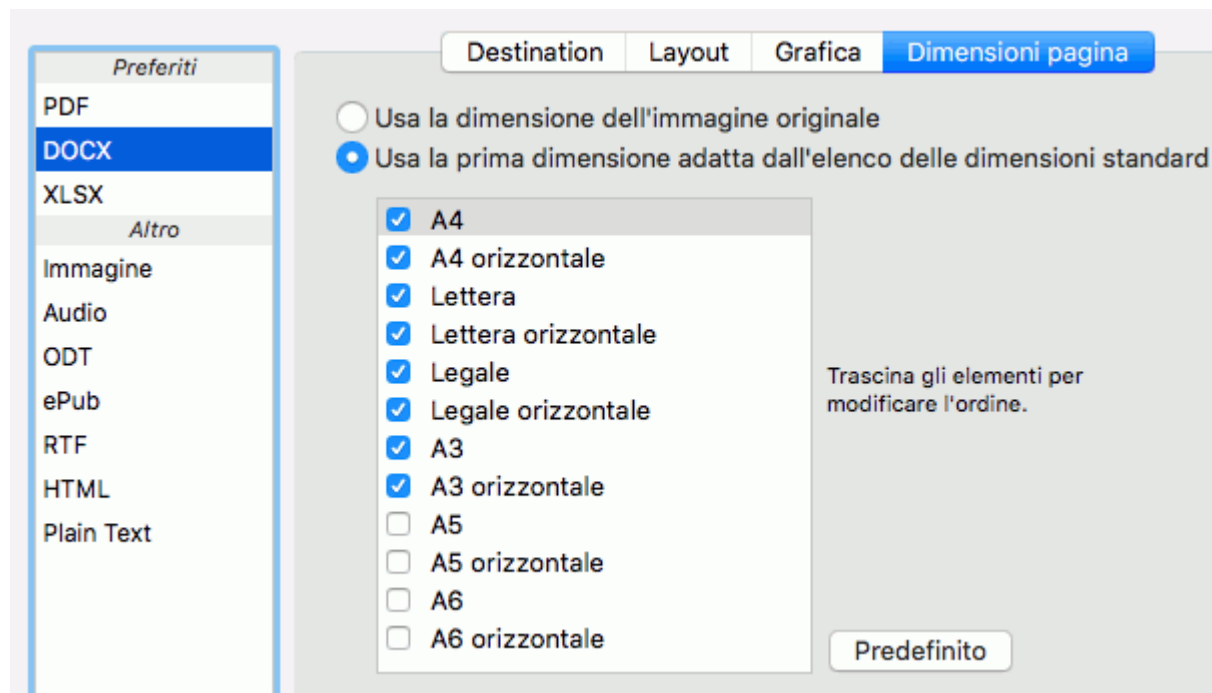 Preferiti
PDF
DOCX
XLSX
Altro
Immagine
Audio
ODT
ePub
RTF
HTML
Plain Text
Destination Layout Grafica Dimensioni pagina
Usa la dimensione dell'immagine originale
Usa la prima dimensione adatta dall'elenco delle dimensioni standard
A4
A4 orizzontale
Lettera
Lettera orizzontale
Legale
Legale orizzontale
A3
A3 orizzontale
A5
A5 orizzontale
A6
A6 orizzontale
Trascina gli elementi per
modificare l'ordine.
Predefinito